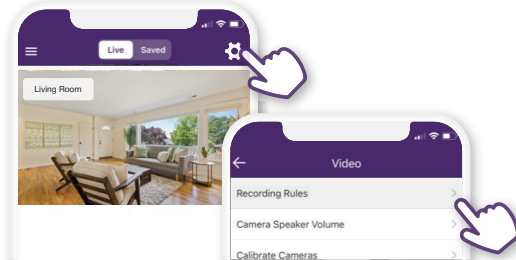 Live Saved
Living Room
Video
Recording Rules
Camera Speaker Volume
Calibrate Cameras